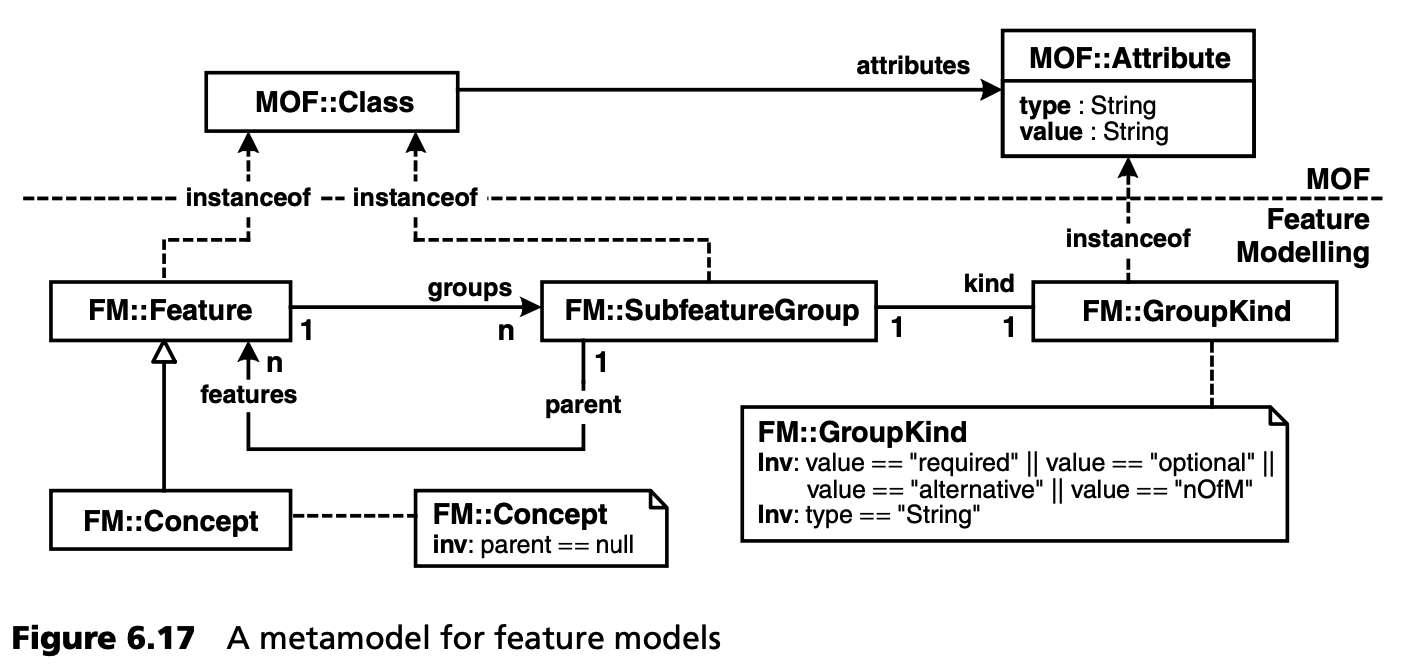 attributes
MOF::Attribute
type : String
value : String
MOF::Class
instanceof
instanceof
MOF
Feature
Modelling
instanceof
FM::Feature
1
groups
n
FM::SubfeatureGroup
1
kind
1
FM::GroupKind
n
features
1
parent
FM::GroupKind
Inv: value == "required" || value == "optional" ||
value == "alternative" || value == "nOfM"
Inv: type == "String"
FM::Concept
FM::Concept
inv: parent == null
Figure 6.17 A metamodel for feature models